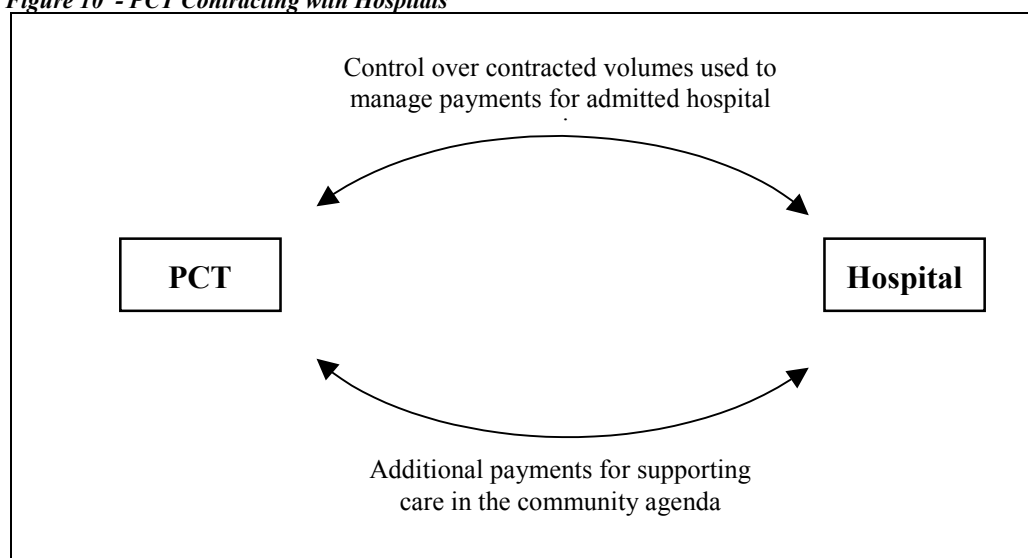 Figure 10 - PCT Contracting with Hospitals
Control over contracted volumes used to
manage payments for admitted hospital
.
PCT
Hospital
Additional payments for supporting
care in the community agenda